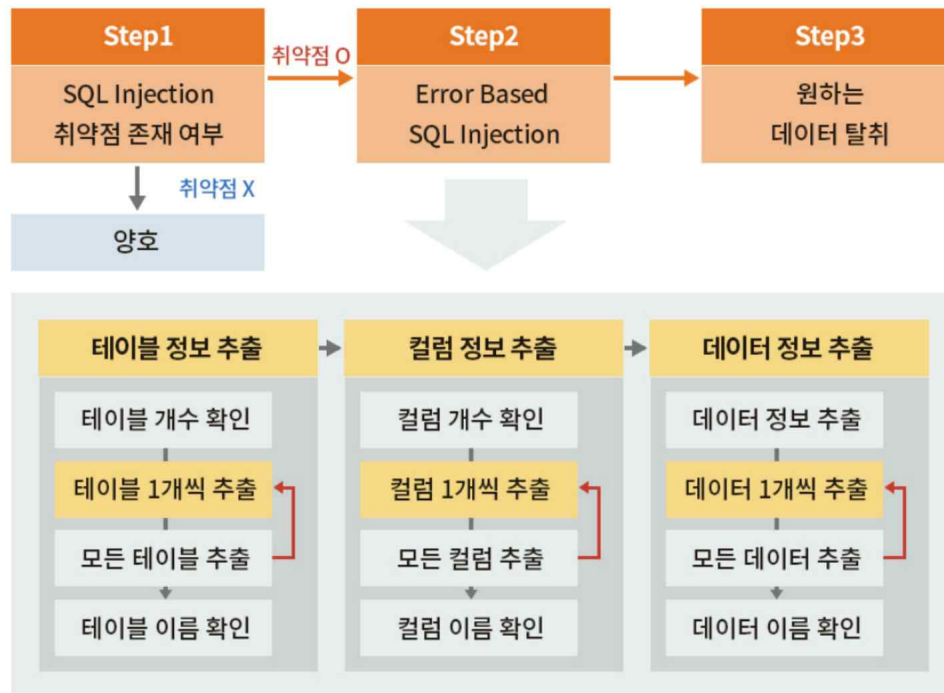 Step1
SQL Injection
취약점 존재 여부
취약점 O
Step2
Error Based
SQL Injection
Step3
원하는
데이터 탈취
취약점 X
양호
테이블 정보 추출
테이블 개수 확인
테이블 1개씩 추출
모든 테이블 추출
테이블 이름 확인
컬럼 정보 추출
컬럼 개수 확인
컬럼 1개씩 추출
모든 컬럼 추출
컬럼 이름 확인
데이터 정보 추출
데이터 정보 추출
데이터 1개씩 추출
모든 데이터 추출
데이터 이름 확인